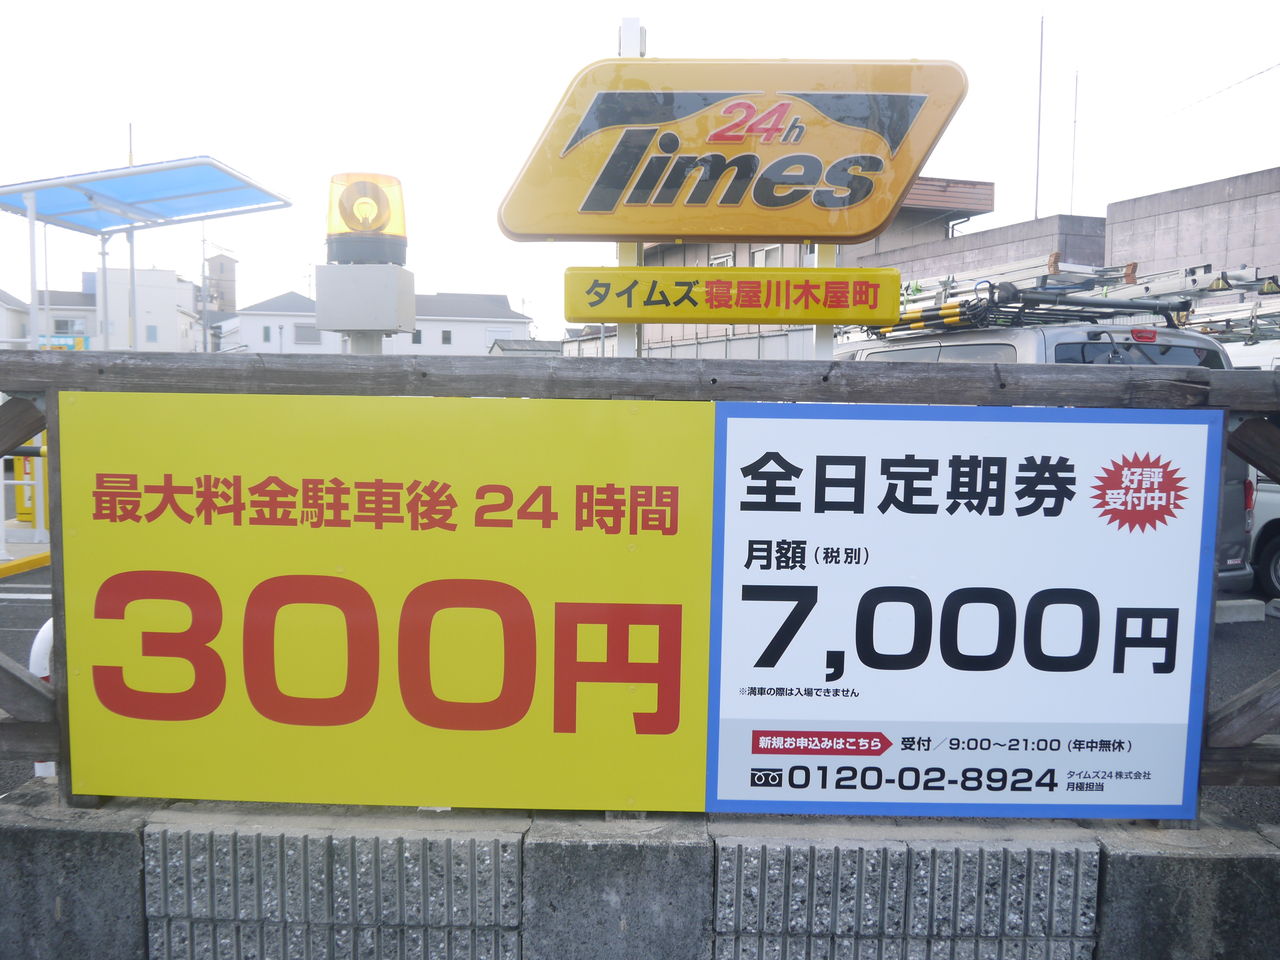 24h
Times
タイムズ寝屋川木屋町
最大料金駐車後24時間
300円
全日定期券
好評
受付中!
月額(税別)
7,000円
※満車の際は入場できません
新規お申込みはこちら 受付/9:00~21:00(年中無休)
0120-02-8924
タイムズ24株式会社
月極担当